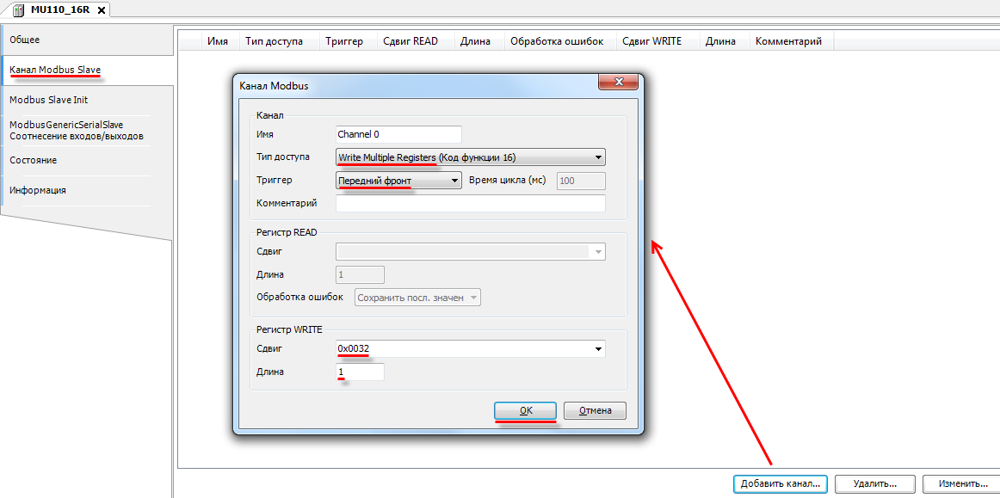 MU110_16R
Общее
Канал Modbus Slave
Modbus Slave Init
ModbusGenericSerialSlave
Соотнесение входов/выходов
Состояние
Информация
Имя Тип доступа Триггер Сдвиг READ Длина Обработка ошибок Сдвиг WRITE Длина Комментарий
Канал Modbus
Канал
Имя Channel 0
Тип доступа Write Multiple Registers (Код функции 16)
Триггер Передний фронт Время цикла (мс) 100
Комментарий
Регистр READ
Сдвиг
Длина 1
Обработка ошибок Сохранить посл. значен
Регистр WRITE
Сдвиг 0x0032
Длина 1
OK Отмена
Добавить канал... Удалить... Изменить...